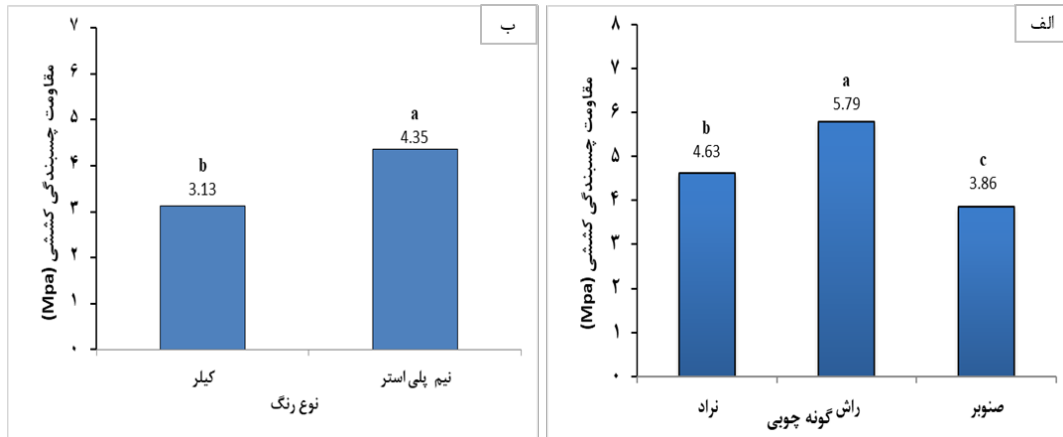 الف
مقاومت چسبندگی کششی (Mpa)
۸
۷
۶
۵
۴
۳
۲
۱
۰
b
4.63
a
5.79
c
3.86
نراد
راش
صنوبر
گونه چوبی
ب
مقاومت چسبندگی کششی (Mpa)
۷
۶
۵
۴
۳
۲
۱
۰
b
3.13
a
4.35
کیلر
نیم پلی استر
نوع رنگ